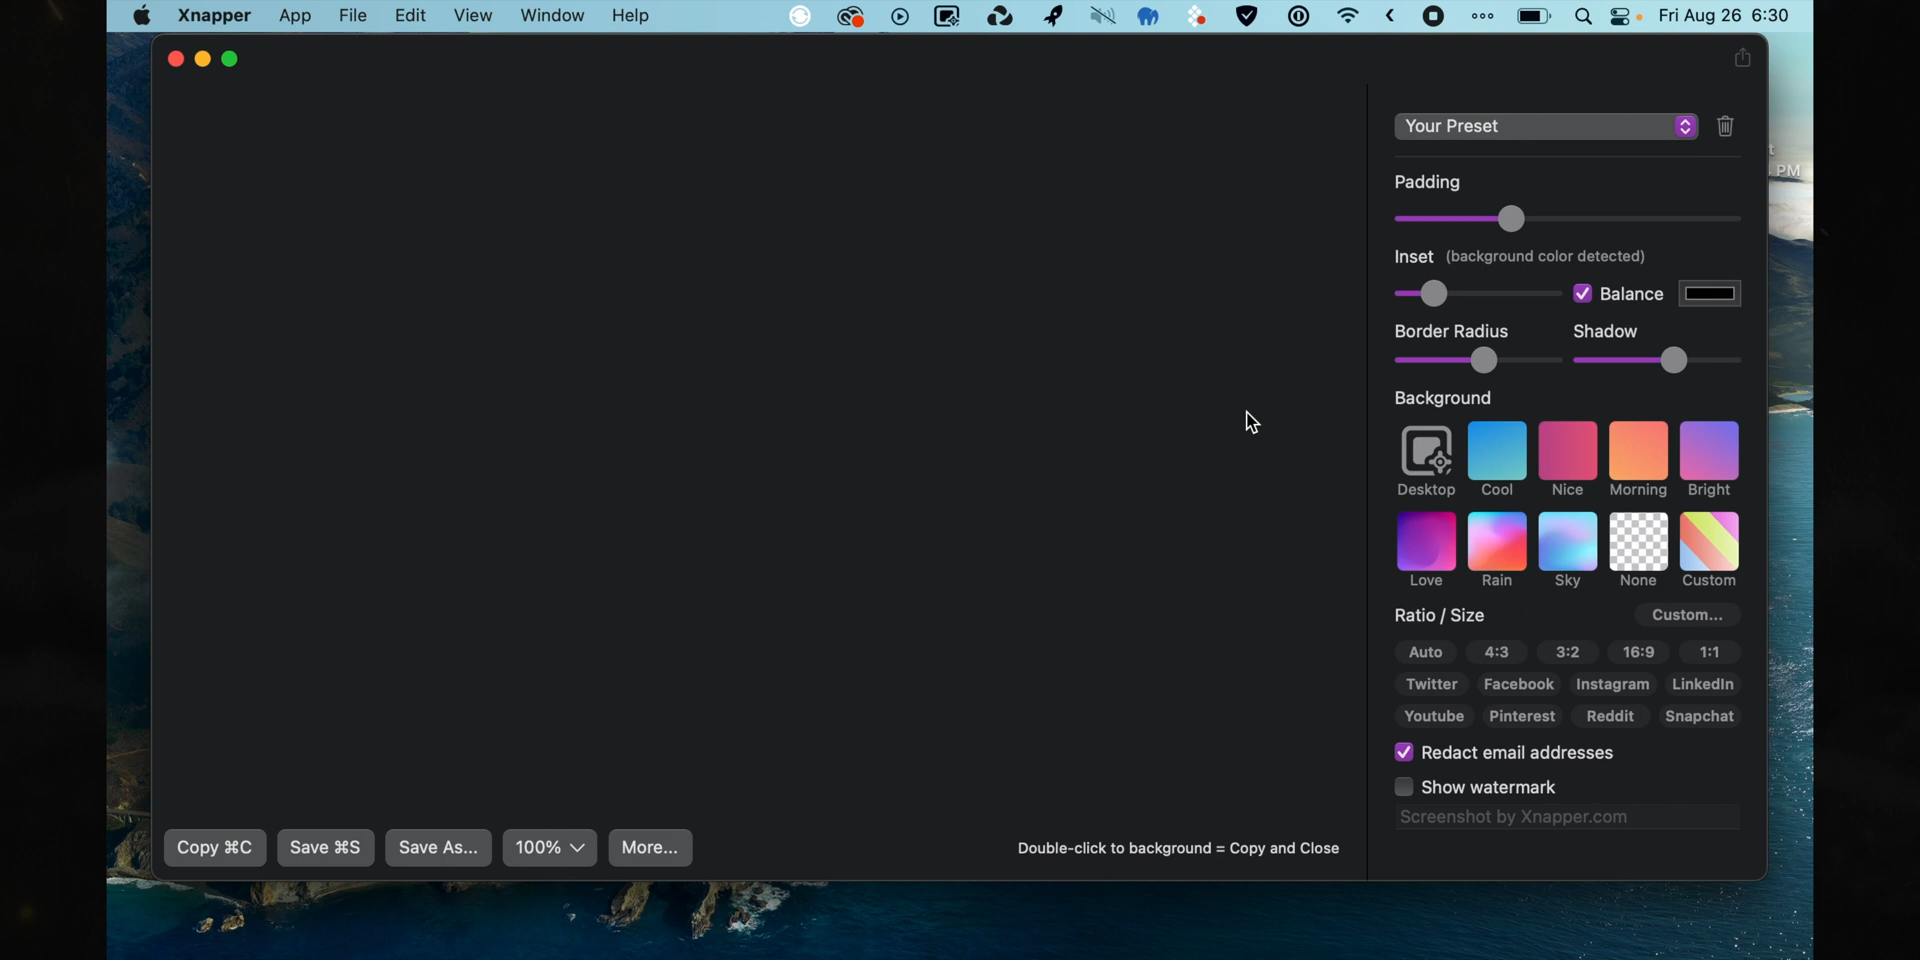 Xnapper App File Edit View Window Help Fri Aug 26 6:30
Your Preset
PM
Padding
Inset (background color detected)
Balance
Border Radius Shadow
Background
Desktop Cool Nice Morning Bright
Love Rain Sky None Custom
Ratio / Size Custom...
Auto 4:3 3:2 16:9 1:1
Twitter Facebook Instagram LinkedIn
Youtube Pinterest Reddit Snapchat
Redact email addresses
Show watermark
Screenshot by Xnapper.com
Copy ⌘C Save ⌘S Save As... 100% More... Double-click to background = Copy and Close